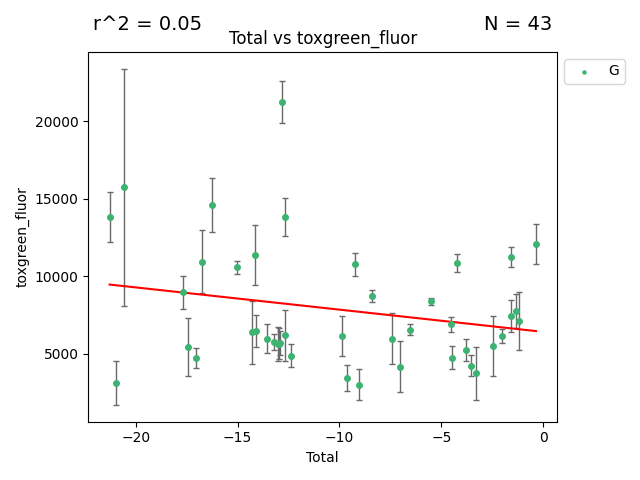 r^2 = 0.05
N = 43
Total vs toxgreen_fluor
G
20000
15000
10000
5000
toxgreen_fluor
−20
−15
−10
−5
0
Total